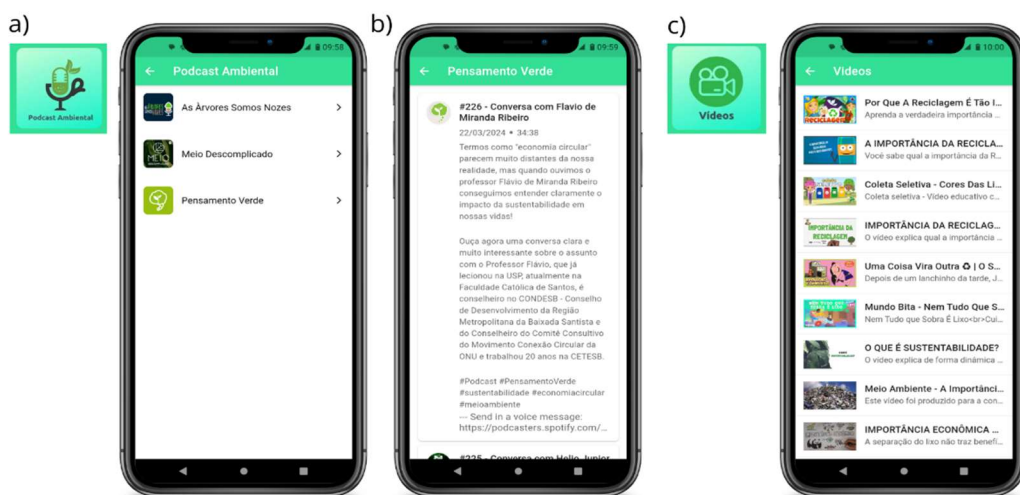 a)
Podcast Ambiental
09:58
Podcast Ambiental
As Àrvores Somos Nozes
Meio Descomplicado
Pensamento Verde
b)
09:59
Pensamento Verde
#226 - Conversa com Flavio de
Miranda Ribeiro
22/03/2024 • 34:38
Termos como "economia circular"
parecem muito distantes da nossa
realidade, mas quando ouvimos o
professor Flávio de Miranda Ribeiro
conseguimos entender claramente o
impacto da sustentabilidade em
nossas vidas!
Ouça agora uma conversa clara e
muito interessante sobre o assunto
com o Professor Flávio, que já
lecionou na USP, atualmente na
Faculdade Católica de Santos, é
conselheiro no CONDESB - Conselho
de Desenvolvimento da Região
Metropolitana da Baixada Santista e
do Conselheiro do Comitê Consultivo
do Movimento Conexão Circular da
ONU e trabalhou 20 anos na CETESB.
#Podcast #PensamentoVerde
#sustentabilidade #economiacircular
#meioambiente
--- Send in a voice message:
https://podcasters.spotify.com/...
#225 - Conversa com Helio Junior
c)
Vídeos
10:00
Videos
Por Que A Reciclagem É Tão I...
Aprenda a verdadeira importância ...
A IMPORTÂNCIA DA RECICLA...
Você sabe qual a importância da R...
Coleta Seletiva - Cores Das Li...
Coleta seletiva - Vídeo educativo c...
IMPORTÂNCIA DA RECICLAGEM
IMPORTÂNCIA DA RECICLAG...
O vídeo explica qual a importância ...
Uma Coisa Vira Outra ♻ | O S...
Depois de um lanchinho da tarde, J...
Mundo Bita - Nem Tudo Que S...
Nem Tudo que Sobra É Lixo<br>Cui...
O QUE É SUSTENTABILIDADE?
O vídeo explica de forma dinâmica ...
Meio Ambiente - A Importânci...
Este vídeo foi produzido para a con...
IMPORTÂNCIA ECONÔMICA ...
A separação do lixo não traz benefi...